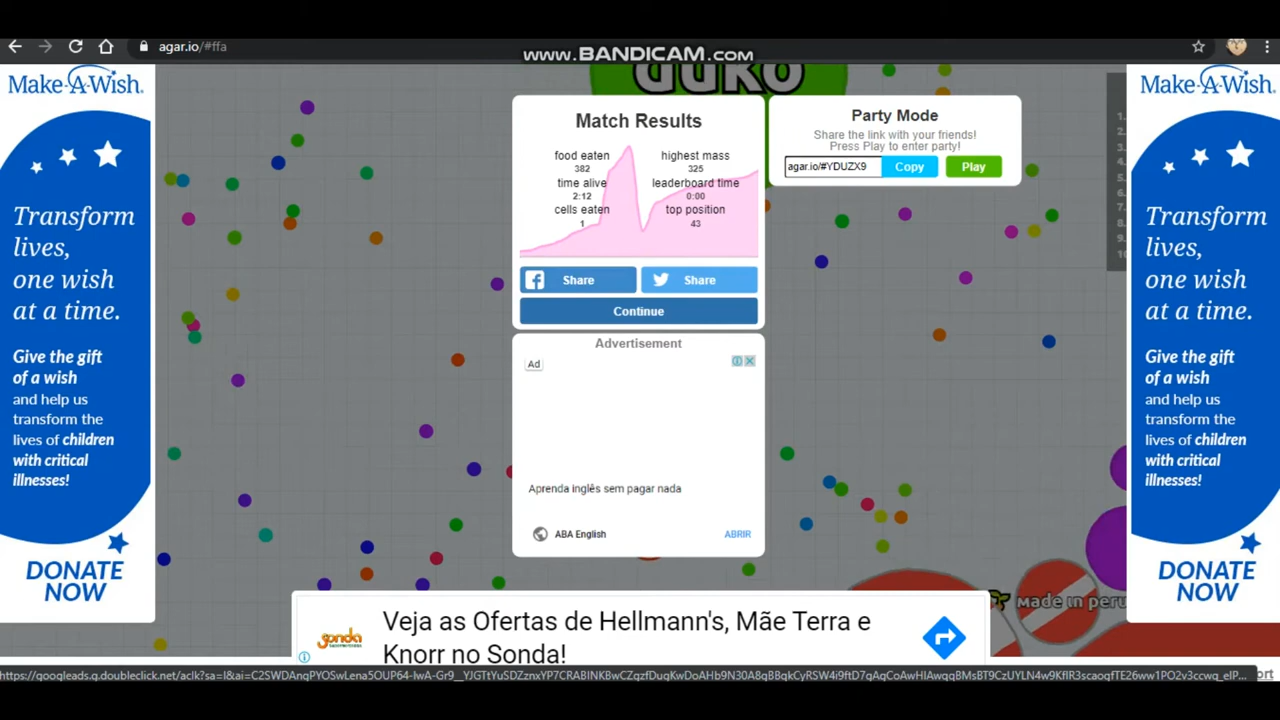 agar.io/#ffa
www.BANDICAM.com
GURO
Make-A-Wish.
Transform
lives,
one wish
at a time.
Give the gift
of a wish
and help us
transform the
lives of children
with critical
illnesses!
DONATE
NOW
Match Results
food eaten
382
time alive
2:12
cells eaten
1
highest mass
325
leaderboard time
0:00
top position
43
Share
Share
Continue
Party Mode
Share the link with your friends!
Press Play to enter party!
agar.io/#YDUZX9
Copy
Play
Advertisement
Ad
Aprenda inglês sem pagar nada
ABA English
ABRIR
made in peru
sonda
Veja as Ofertas de Hellmann's, Mãe Terra e
Knorr no Sonda!
Make-A-Wish.
Transform
lives,
one wish
at a time.
Give the gift
of a wish
and help us
transform the
lives of children
with critical
illnesses!
DONATE
NOW